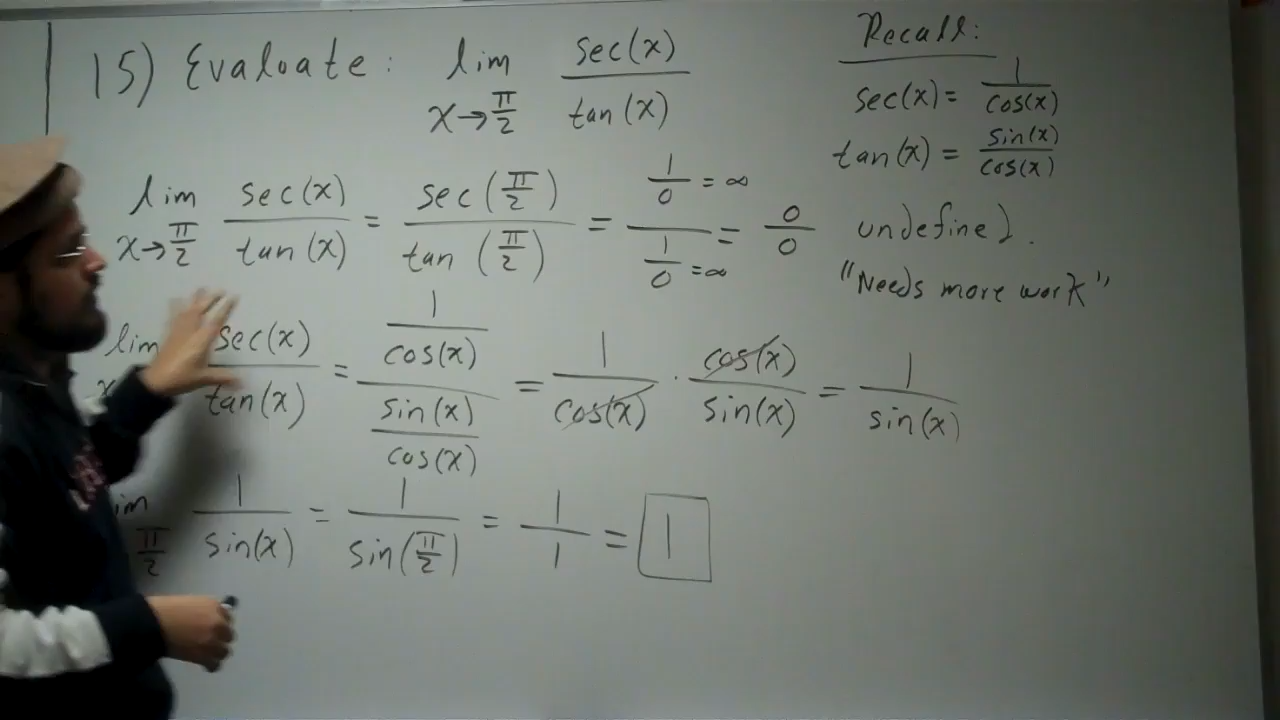 15) Evaluate: lim x→π/2 sec(x)/tan(x)
Recall:
sec(x) = 1/cos(x)
tan(x) = sin(x)/cos(x)
lim x→π/2 sec(x)/tan(x) = sec(π/2)/tan(π/2) = (1/0 = ∞)/(1/0 = ∞) = 0/0 undefined.
"Needs more work"
lim x sec(x)/tan(x) = (1/cos(x))/(sin(x)/cos(x)) = 1/cos(x) · cos(x)/sin(x) = 1/sin(x)
im π/2 1/sin(x) = 1/sin(π/2) = 1/1 = 1